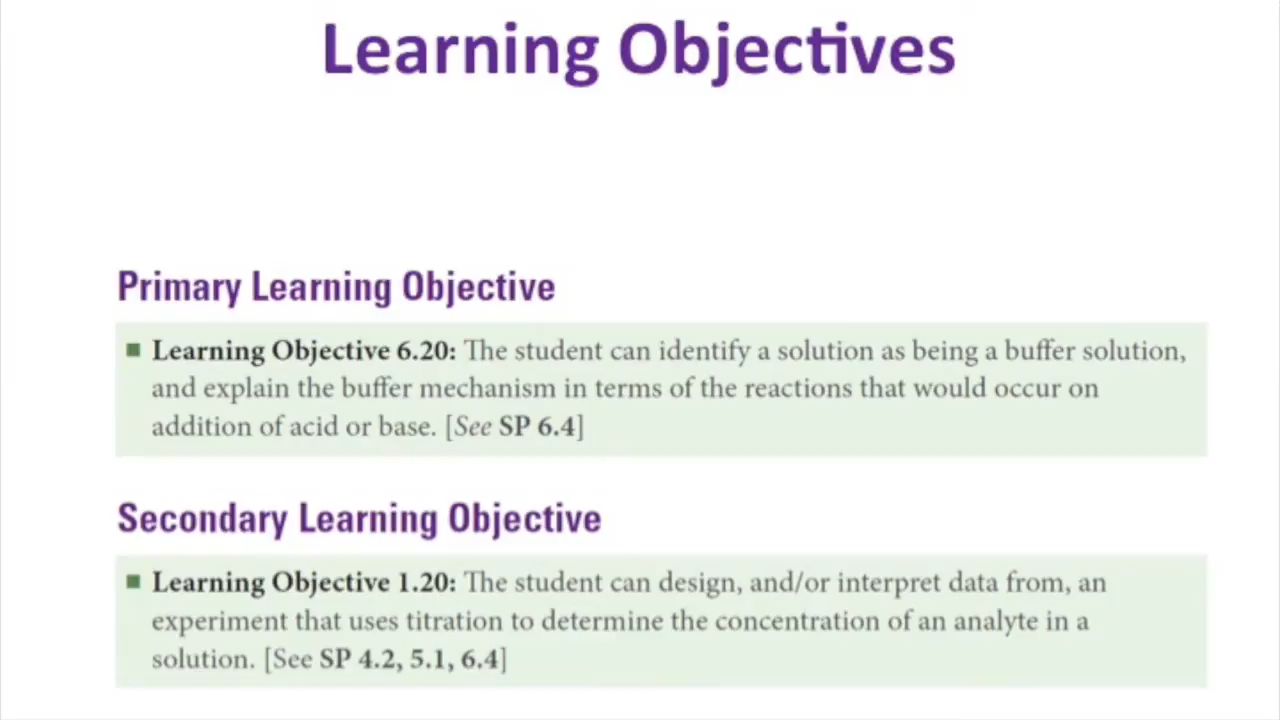 Learning Objectives
Primary Learning Objective
■ Learning Objective 6.20: The student can identify a solution as being a buffer solution,
and explain the buffer mechanism in terms of the reactions that would occur on
addition of acid or base. [See SP 6.4]
Secondary Learning Objective
■ Learning Objective 1.20: The student can design, and/or interpret data from, an
experiment that uses titration to determine the concentration of an analyte in a
solution. [See SP 4.2, 5.1, 6.4]